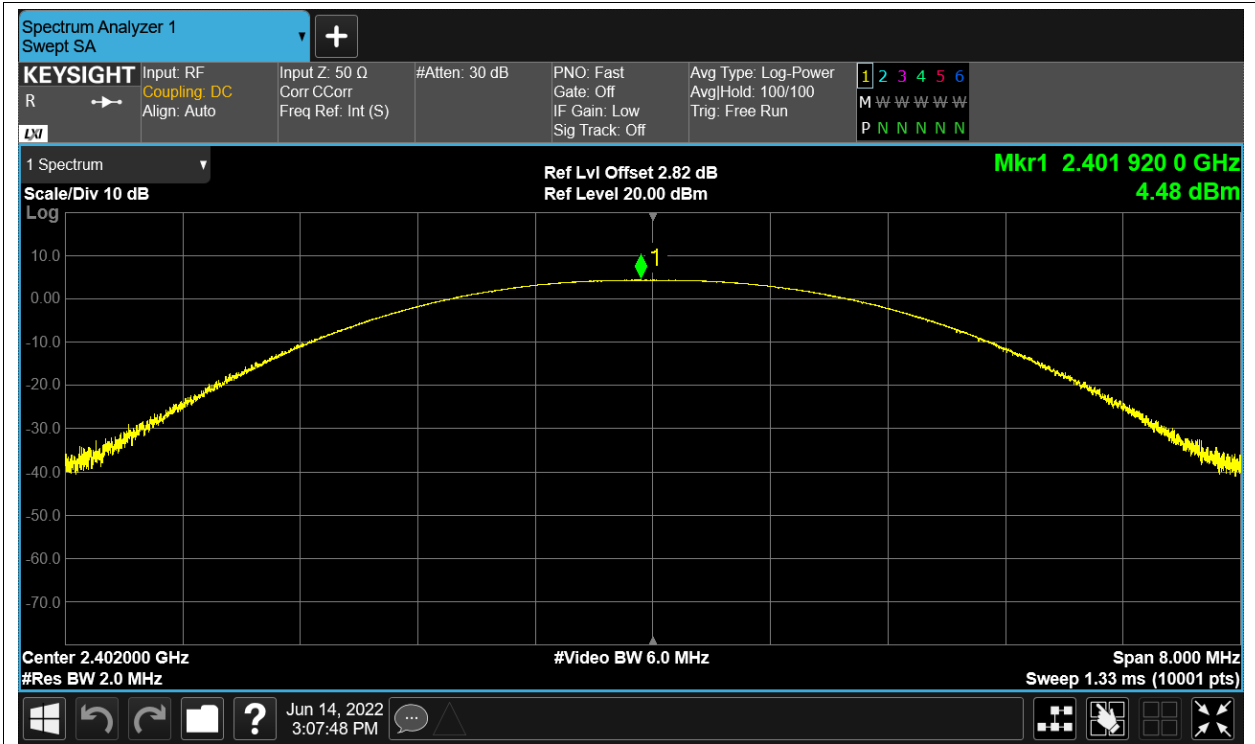 Spectrum Analyzer 1
Swept SA
KEYSIGHT
R
LXI
Input: RF
Coupling: DC
Align: Auto
Input Z: 50 Ω
Corr CCorr
Freq Ref: Int (S)
#Atten: 30 dB
PNO: Fast
Gate: Off
IF Gain: Low
Sig Track: Off
Avg Type: Log-Power
Avg|Hold: 100/100
Trig: Free Run
1 2 3 4 5 6
M W W W W W
P N N N N N
1 Spectrum
Scale/Div 10 dB
Log
Ref Lvl Offset 2.82 dB
Ref Level 20.00 dBm
Mkr1 2.401 920 0 GHz
4.48 dBm
1
10.0
0.00
-10.0
-20.0
-30.0
-40.0
-50.0
-60.0
-70.0
Center 2.402000 GHz
#Res BW 2.0 MHz
#Video BW 6.0 MHz
Span 8.000 MHz
Sweep 1.33 ms (10001 pts)
?
Jun 14, 2022
3:07:48 PM